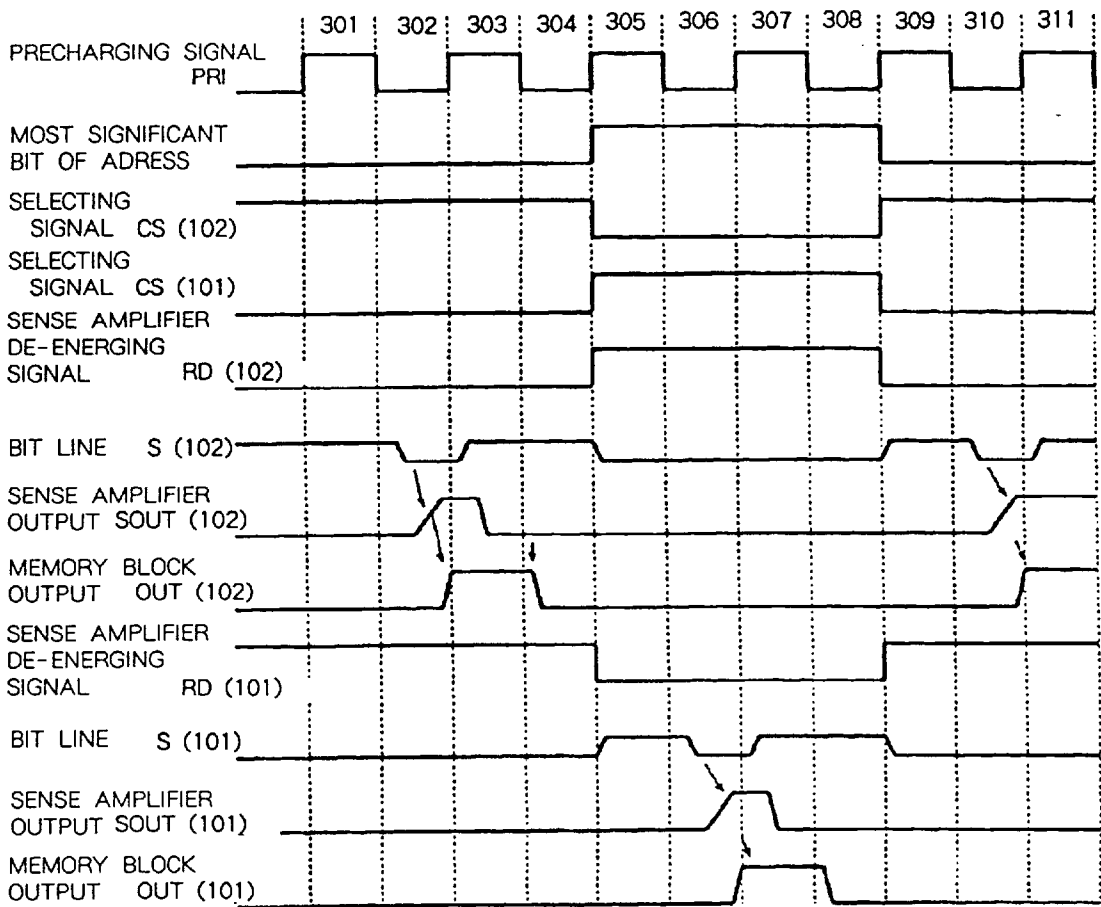 301 302 303 304 305 306 307 308 309 310 311
PRECHARGING SIGNAL
PRI
MOST SIGNIFICANT
BIT OF ADRESS
SELECTING
SIGNAL CS (102)
SELECTING
SIGNAL CS (101)
SENSE AMPLIFIER
DE-ENERGING
SIGNAL RD (102)
BIT LINE S (102)
SENSE AMPLIFIER
OUTPUT SOUT (102)
MEMORY BLOCK
OUTPUT OUT (102)
SENSE AMPLIFIER
DE-ENERGING
SIGNAL RD (101)
BIT LINE S (101)
SENSE AMPLIFIER
OUTPUT SOUT (101)
MEMORY BLOCK
OUTPUT OUT (101)